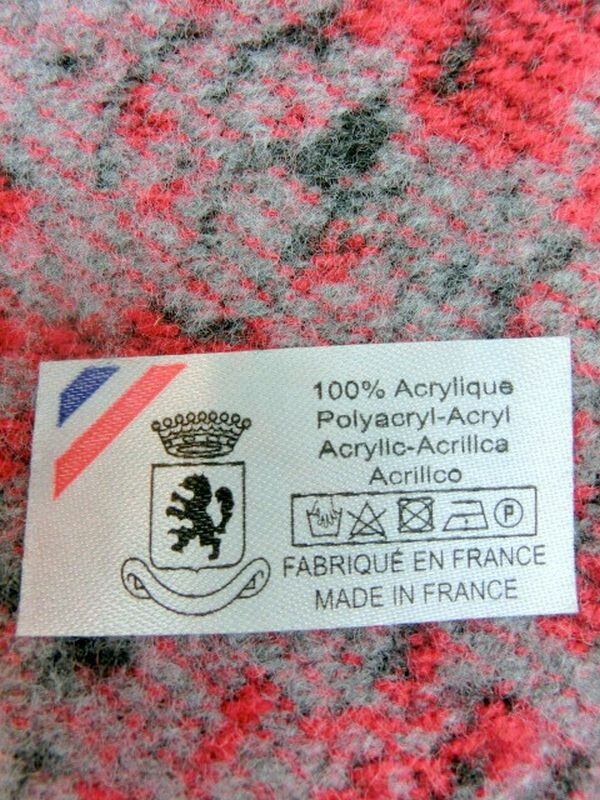 100% Acrylique
Polyacryl-Acryl
Acrylic-Acrilica
Acrilico
P
FABRIQUÉ EN FRANCE
MADE IN FRANCE